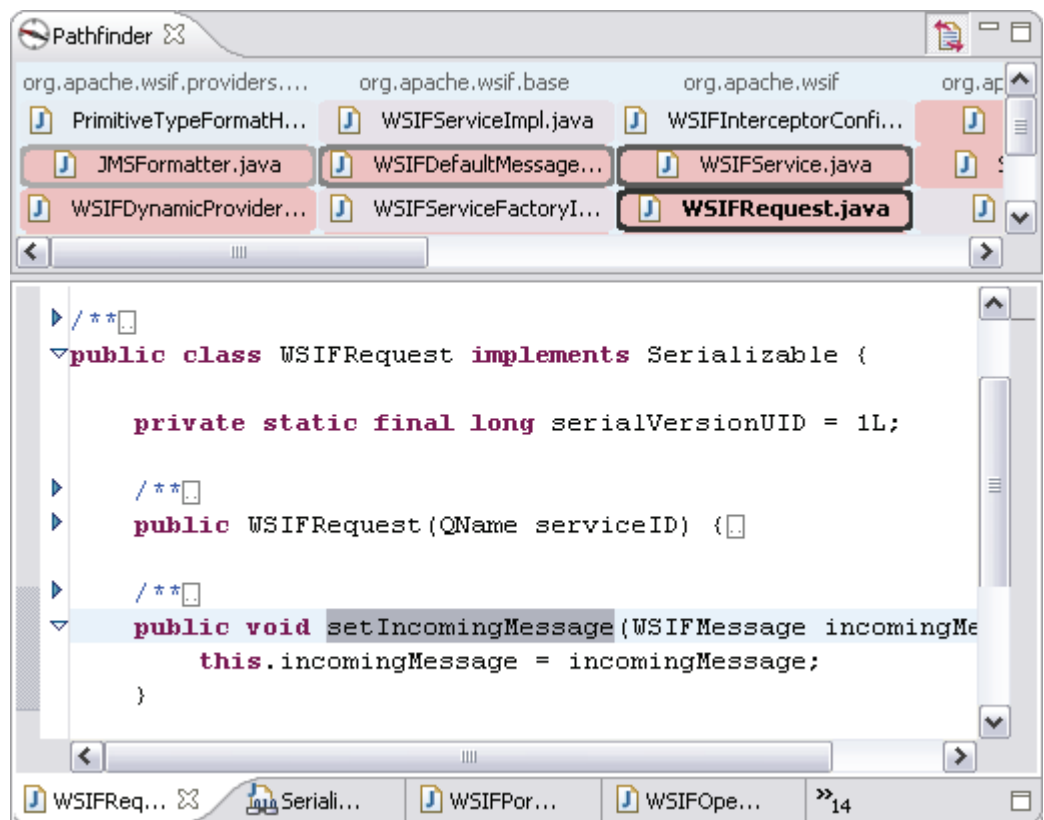 Pathfinder
org.apache.wsif.providers.... org.apache.wsif.base org.apache.wsif org.ap
PrimitiveTypeFormatH... WSIFServiceImpl.java WSIFInterceptorConfi...
JMSFormatter.java WSIFDefaultMessage... WSIFService.java
WSIFDynamicProvider... WSIFServiceFactoryI... WSIFRequest.java
/**
public class WSIFRequest implements Serializable {
private static final long serialVersionUID = 1L;
/**
public WSIFRequest(QName serviceID) {
/**
public void setIncomingMessage(WSIFMessage incomingMe
this.incomingMessage = incomingMessage;
}
WSIFReq... Seriali... WSIFPor... WSIFOpe... »14